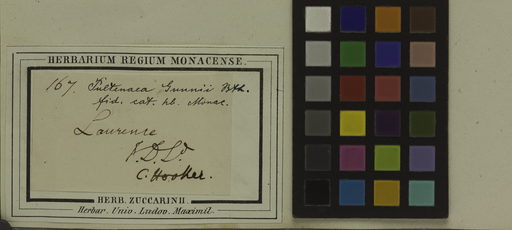 HERBARIUM REGIUM MONACENSE.
167. Pultenaea Gunnii Bth.
fid. cat. hb. Monac.
Lawrence
V.D.Ld.
C. Hooker.
HERB. ZUCCARINII
Herbar. Univ. Ludov. Maximil.